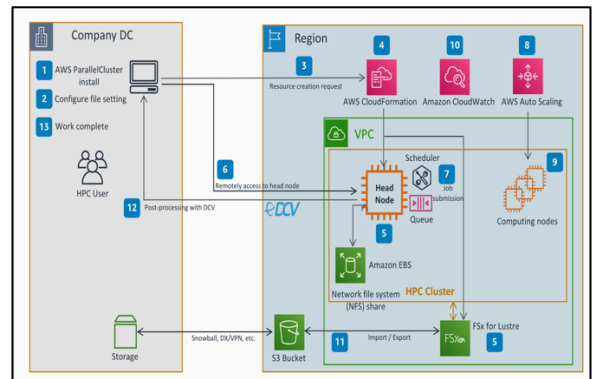 Company DC
Region
1 AWS ParallelCluster
install
2 Configure file setting
13 Work complete
HPC User
3
Resource creation request
4
AWS CloudFormation
10
Amazon CloudWatch
8
AWS Auto Scaling
VPC
6
Remotely access to head node
12 Post-processing with DCV
DCV
Head
Node
5
Scheduler
7
Job
submission
Queue
9
Computing nodes
Amazon EBS
Network file system
(NFS) share
HPC Cluster
Storage
Snowball, DX/VPN, etc.
S3 Bucket
11
Import / Export
FSx
FSx for Lustre
5